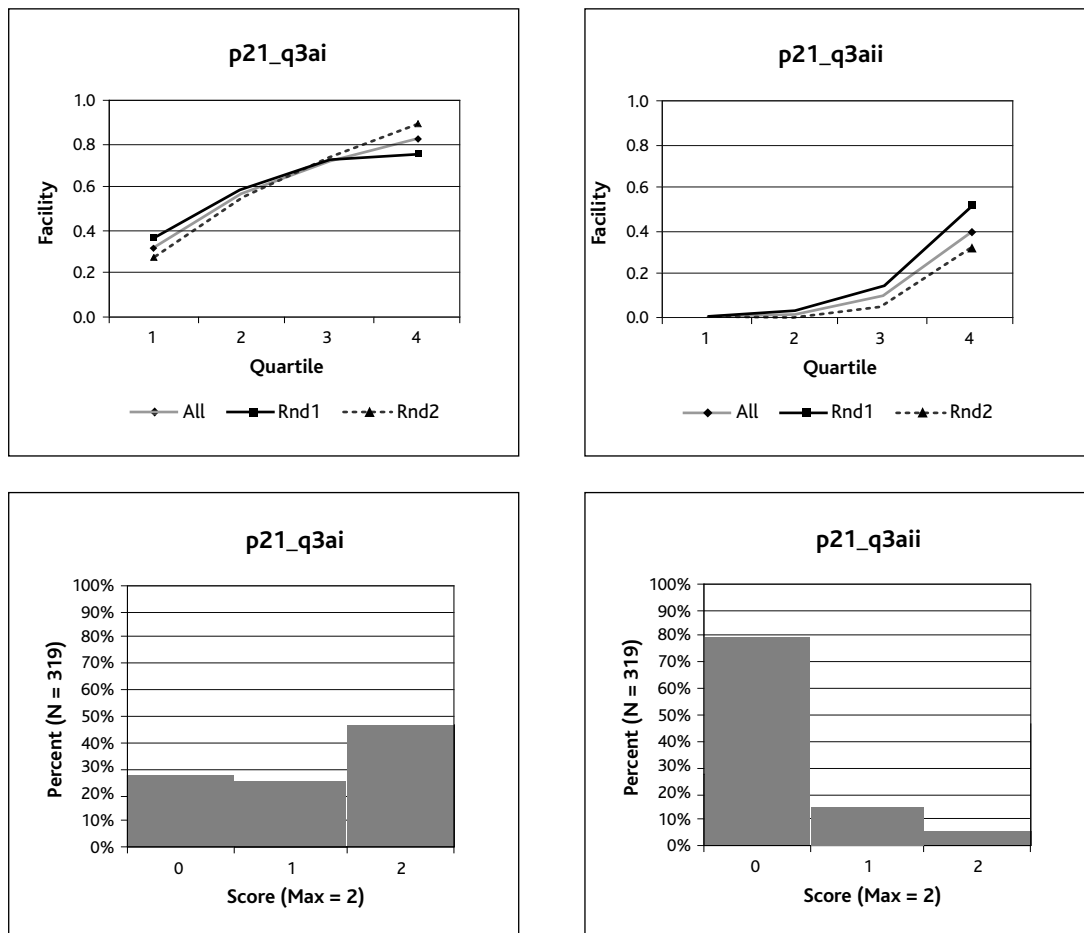 p21_q3ai
1.0
0.8
0.6
0.4
0.2
0.0
Facility
1 2 3 4
Quartile
All Rnd1 Rnd2
p21_q3aii
1.0
0.8
0.6
0.4
0.2
0.0
Facility
1 2 3 4
Quartile
All Rnd1 Rnd2
p21_q3ai
100%
90%
80%
70%
60%
50%
40%
30%
20%
10%
0%
Percent (N = 319)
0 1 2
Score (Max = 2)
p21_q3aii
100%
90%
80%
70%
60%
50%
40%
30%
20%
10%
0%
Percent (N = 319)
0 1 2
Score (Max = 2)